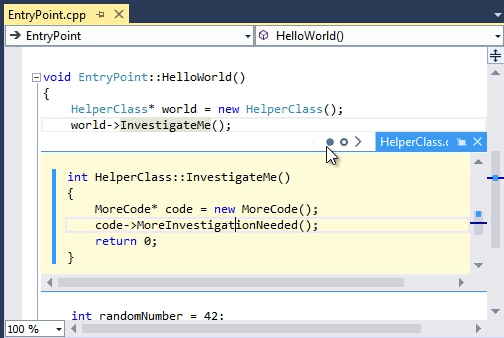 EntryPoint.cpp
EntryPoint
HelloWorld()
void EntryPoint::HelloWorld()
{
HelperClass* world = new HelperClass();
world->InvestigateMe();
HelperClass.c
int HelperClass::InvestigateMe()
{
MoreCode* code = new MoreCode();
code->MoreInvestigationNeeded();
return 0;
}
int randomNumber = 42;
100 %